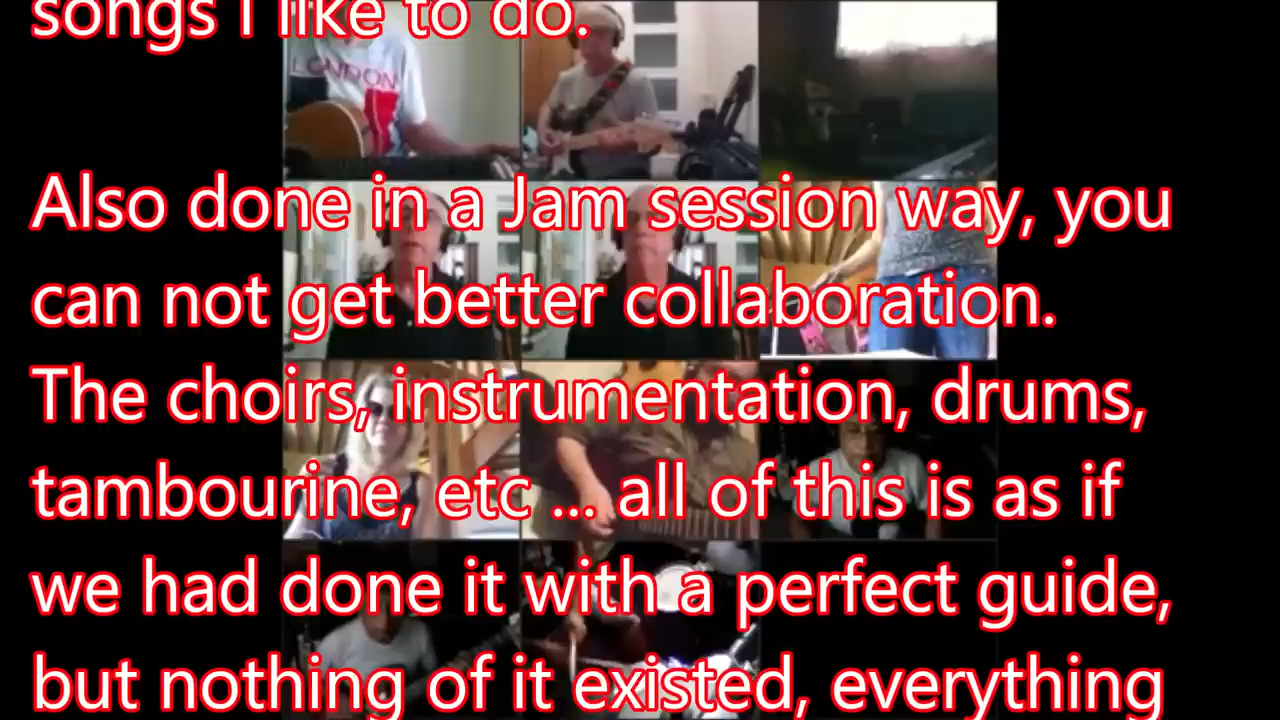 songs I like to do.
Also done in a Jam session way, you
can not get better collaboration.
The choirs, instrumentation, drums,
tambourine, etc ... all of this is as if
we had done it with a perfect guide,
but nothing of it existed, everything
LONDON